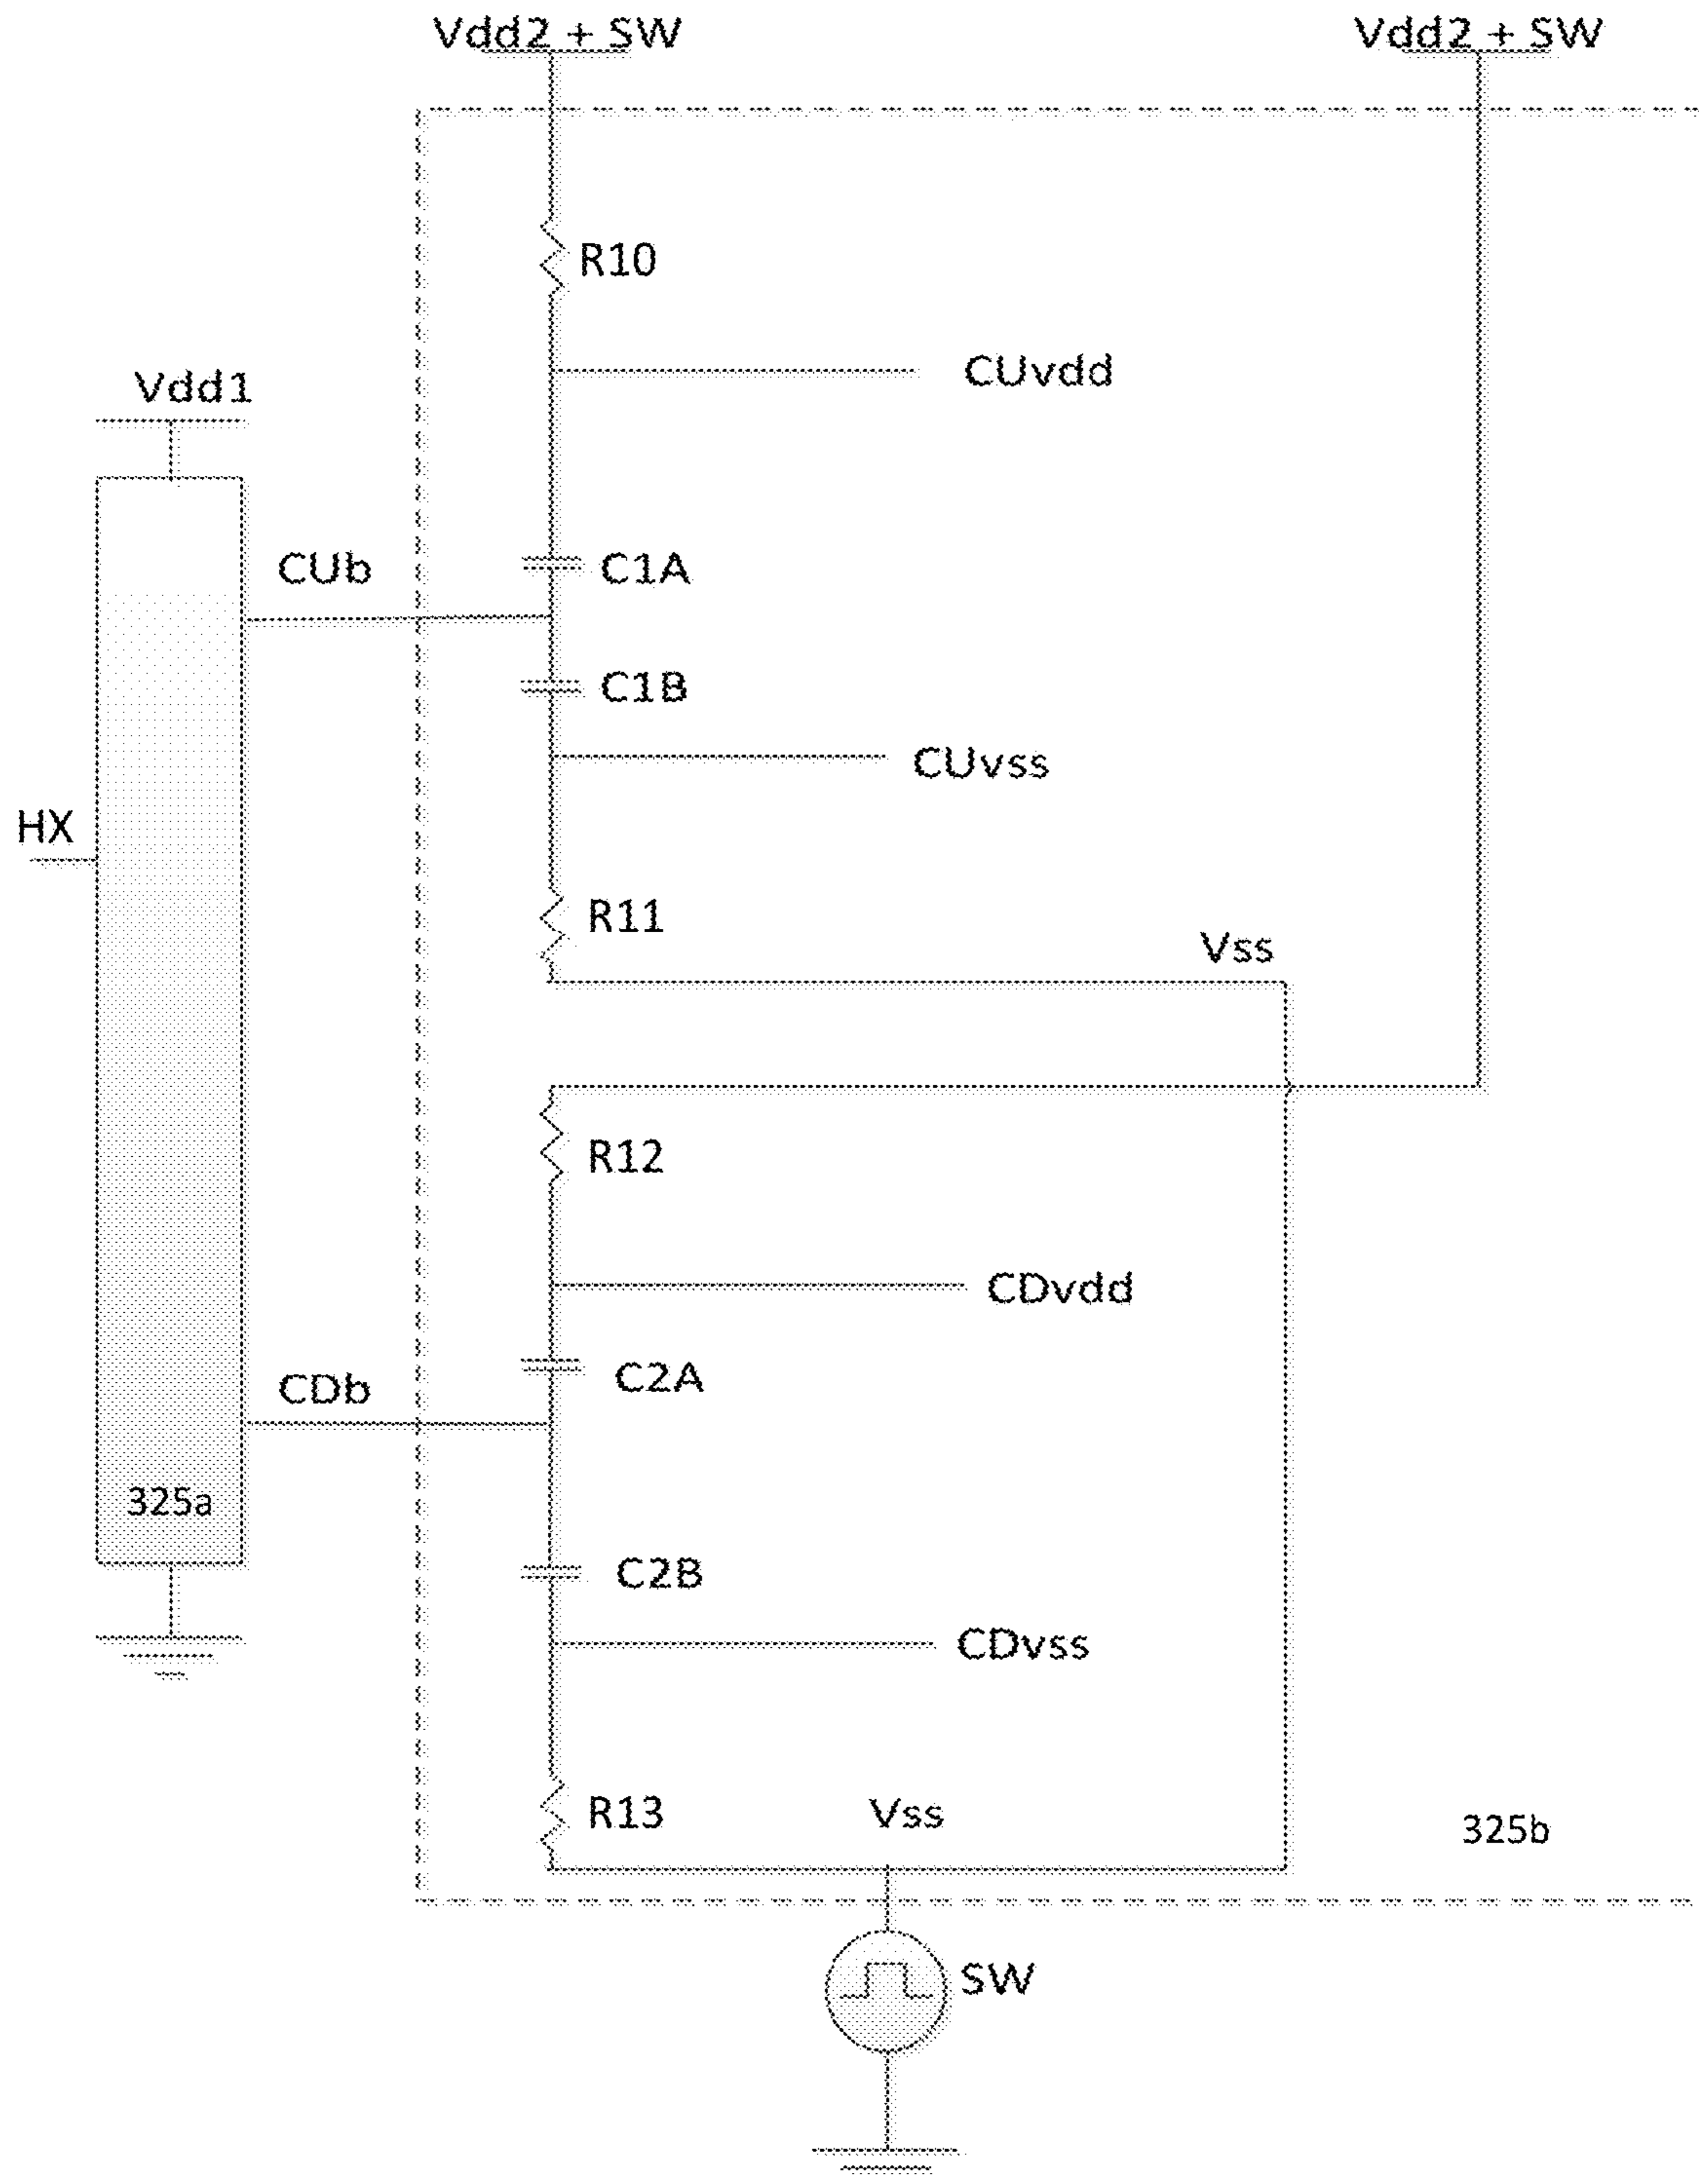 Vdd2 + SW
Vdd2 + SW
R10
CUvdd
Vdd1
CUb
C1A
C1B
CUvss
HX
R11
Vss
R12
CDvdd
C2A
CDb
325a
C2B
CDvss
R13
Vss
325b
SW